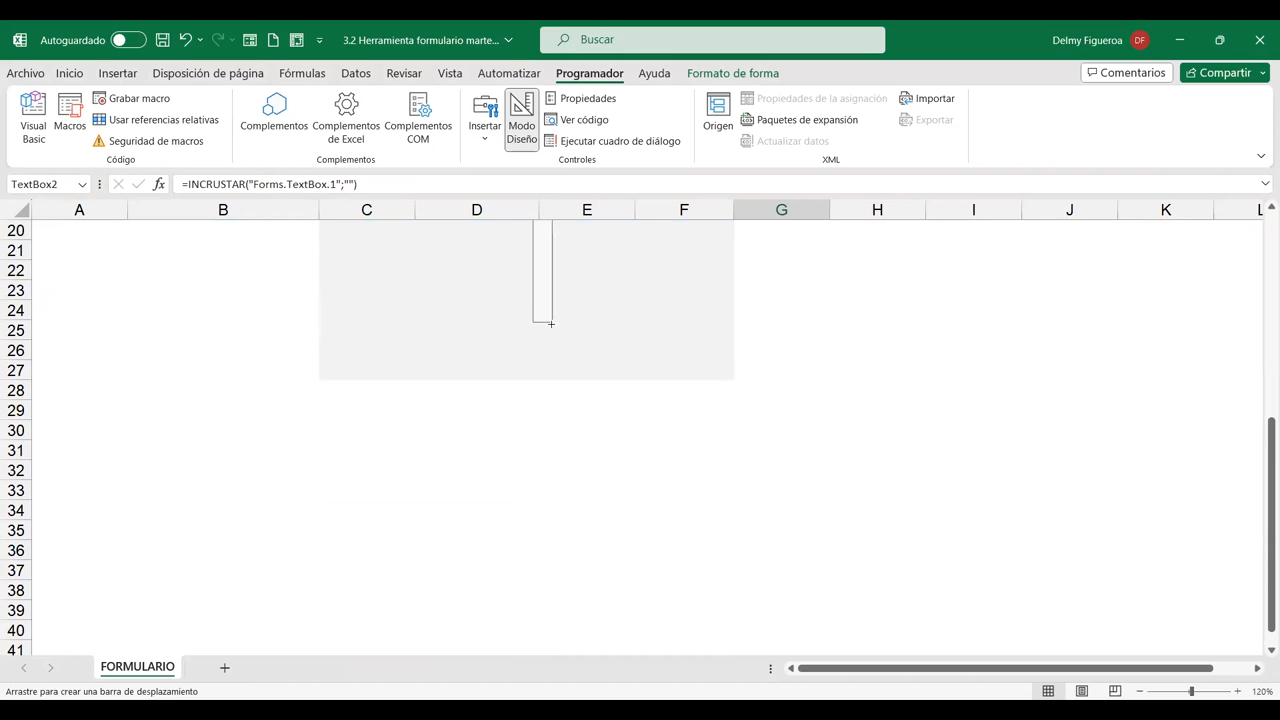 Autoguardado
3.2 Herramienta formulario marte...
Buscar
Delmy Figueroa
DF
Archivo Inicio Insertar Disposición de página Fórmulas Datos Revisar Vista Automatizar Programador Ayuda Formato de forma
Comentarios
Compartir
Visual
Basic
Macros
Grabar macro
Usar referencias relativas
Seguridad de macros
Código
Complementos
Complementos
de Excel
Complementos
COM
Complementos
Insertar
Modo
Diseño
Propiedades
Ver código
Ejecutar cuadro de diálogo
Controles
Origen
Propiedades de la asignación
Paquetes de expansión
Actualizar datos
Importar
Exportar
XML
TextBox2
fx
=INCRUSTAR("Forms.TextBox.1";"")
A B C D E F G H I J K L
20
21
22
23
24
25
26
27
28
29
30
31
32
33
34
35
36
37
38
39
40
41
FORMULARIO
Arrastre para crear una barra de desplazamiento
120%